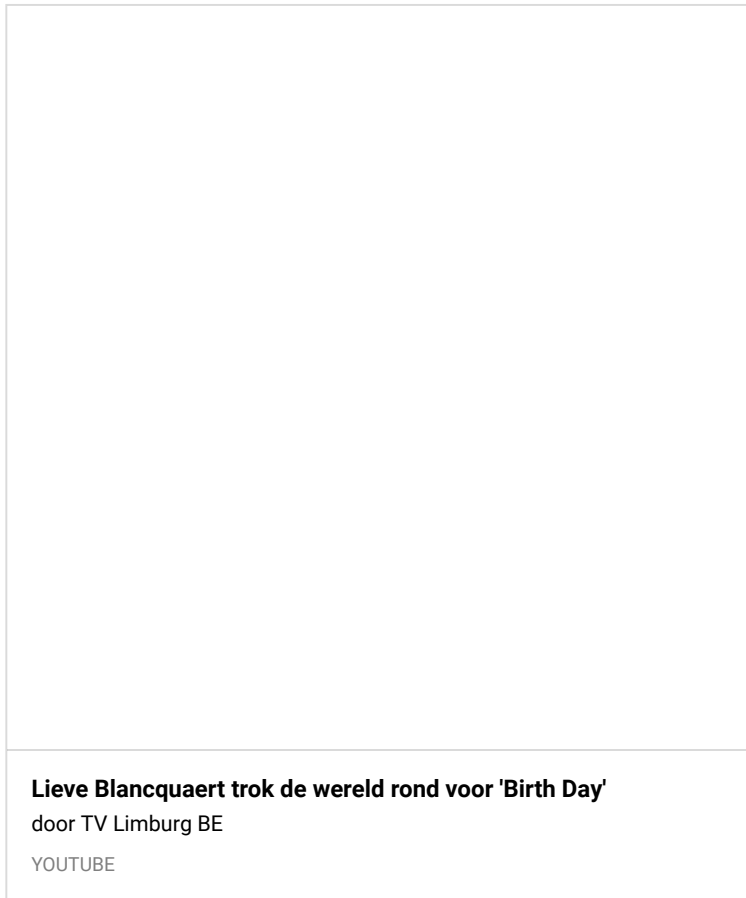 Lieve Blancquaert trok de wereld rond voor 'Birth Day'
door TV Limburg BE
YOUTUBE